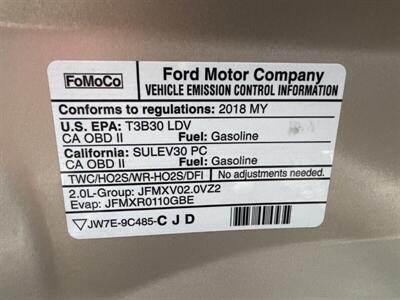 FoMoCo
Ford Motor Company
VEHICLE EMISSION CONTROL INFORMATION
Conforms to regulations: 2018 MY
U.S. EPA: T3B30 LDV
CA OBD II Fuel: Gasoline
California: SULEV30 PC
CA OBD II Fuel: Gasoline
TWC/HO2S/WR-HO2S/DFI No adjustments needed.
2.0L-Group: JFMXV02.0VZ2
Evap: JFMXR0110GBE
JW7E-9C485-C J D